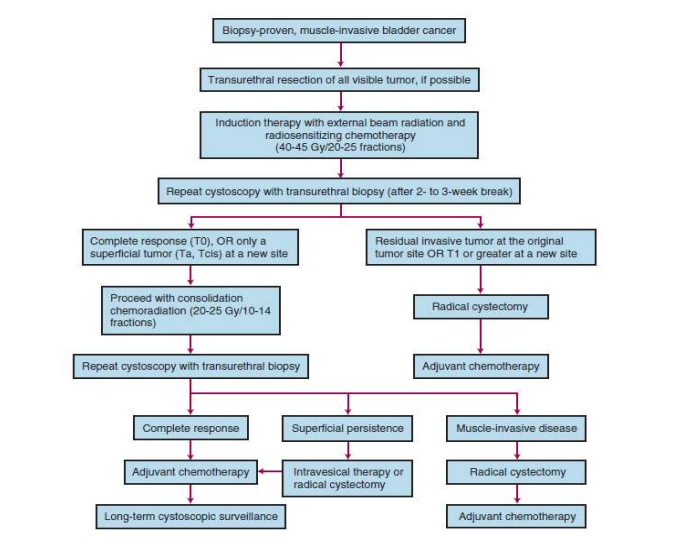 Biopsy-proven, muscle-invasive bladder cancer
Transurethral resection of all visible tumor, if possible
Induction therapy with external beam radiation and
radiosensitizing chemotherapy
(40-45 Gy/20-25 fractions)
Repeat cystoscopy with transurethral biopsy (after 2- to 3-week break)
Complete response (T0), OR only a
superficial tumor (Ta, Tcis) at a new site
Residual invasive tumor at the original
tumor site OR T1 or greater at a new site
Proceed with consolidation
chemoradiation (20-25 Gy/10-14
fractions)
Radical cystectomy
Repeat cystoscopy with transurethral biopsy
Adjuvant chemotherapy
Complete response
Superficial persistence
Muscle-invasive disease
Adjuvant chemotherapy
Intravesical therapy or
radical cystectomy
Radical cystectomy
Long-term cystoscopic surveillance
Adjuvant chemotherapy